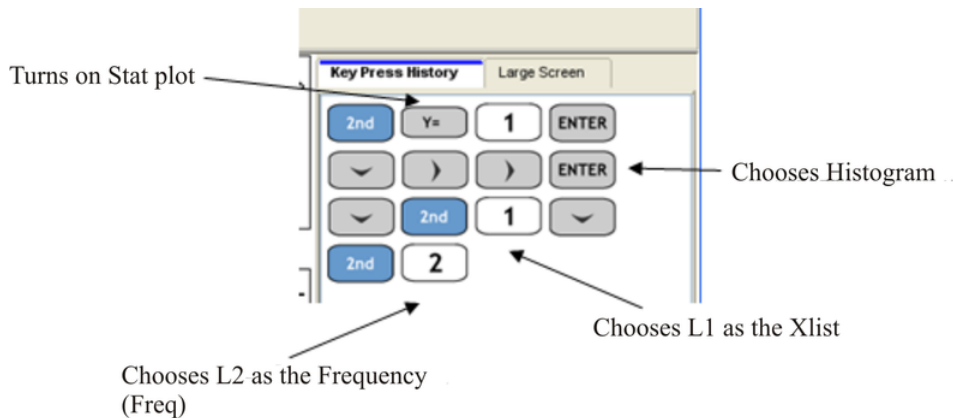 Key Press History Large Screen
Turns on Stat plot
2nd Y= 1 ENTER
ENTER
Chooses Histogram
2nd 1
2nd 2
Chooses L1 as the Xlist
Chooses L2 as the Frequency
(Freq)